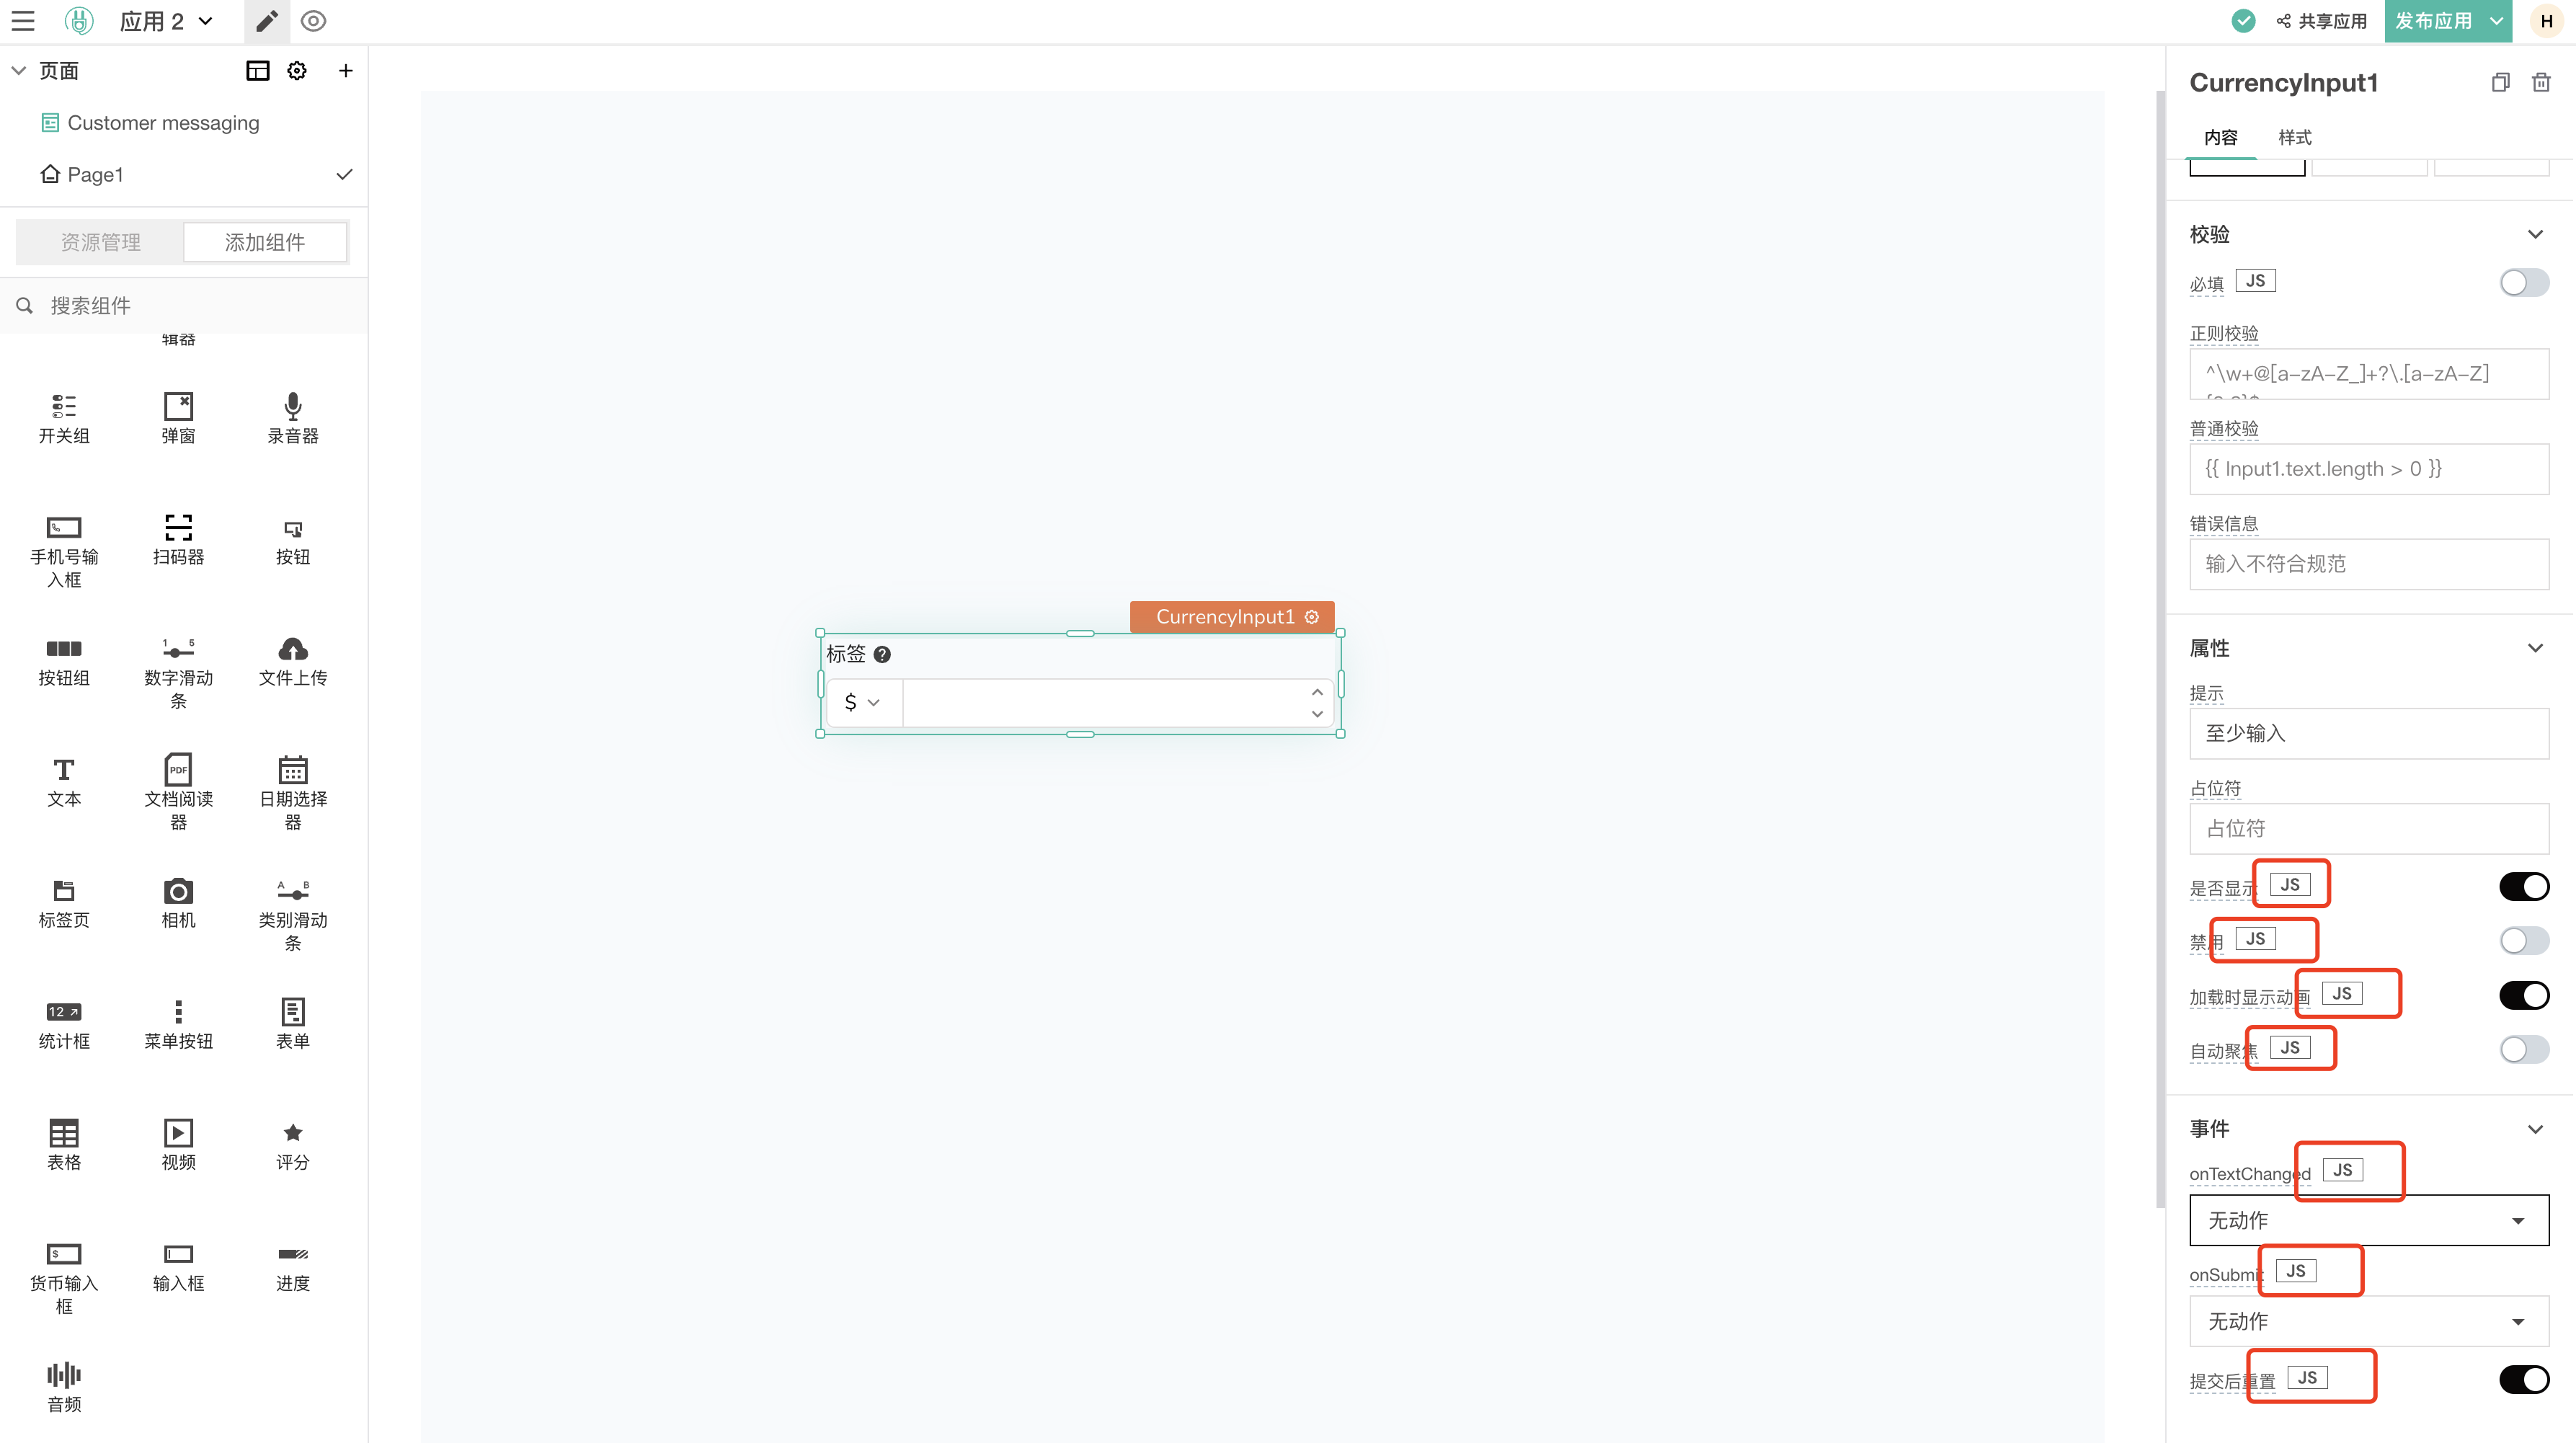 应用 2
共享应用
发布应用
H
页面
Customer messaging
Page1
资源管理
添加组件
搜索组件
辑器
开关组
弹窗
录音器
手机号输
入框
扫码器
按钮
按钮组
1 5
数字滑动
条
文件上传
文本
PDF
文档阅读
器
日期选择
器
标签页
相机
A B
类别滑动
条
12
统计框
菜单按钮
表单
表格
视频
评分
$
货币输入
框
输入框
进度
音频
CurrencyInput1
标签
$
CurrencyInput1
内容
样式
校验
必填 JS
正则校验
^\w+@[a-zA-Z_]+?\.[a-zA-Z]
普通校验
{{ Input1.text.length > 0 }}
错误信息
输入不符合规范
属性
提示
至少输入
占位符
占位符
是否显示 JS
禁用 JS
加载时显示动画 JS
自动聚焦 JS
事件
onTextChanged JS
无动作
onSubmit JS
无动作
提交后重置 JS